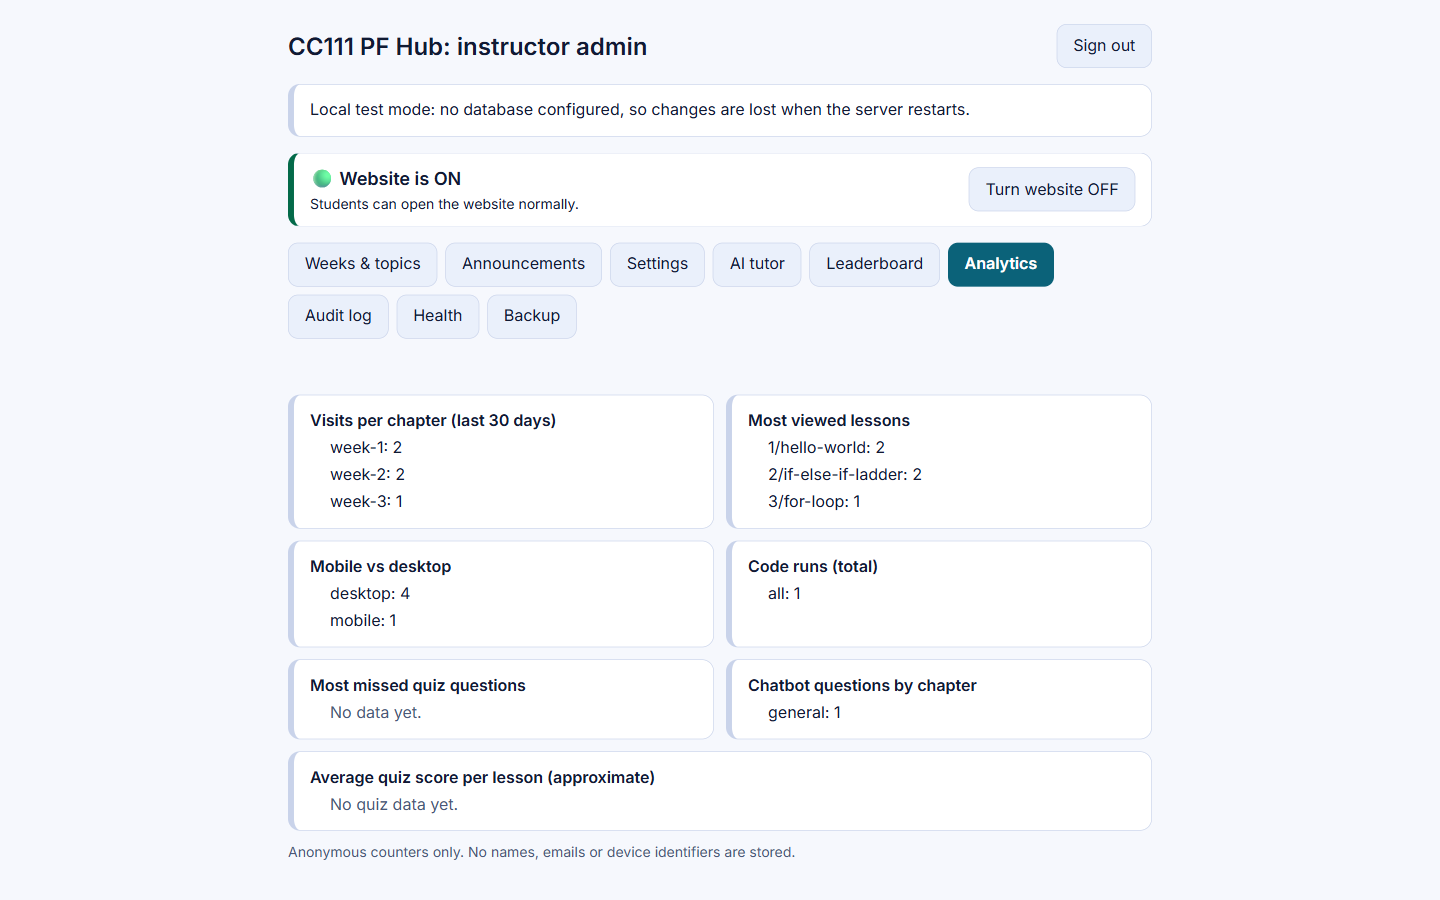 CC111 PF Hub: instructor admin
Sign out
Local test mode: no database configured, so changes are lost when the server restarts.
Website is ON
Students can open the website normally.
Turn website OFF
Weeks & topics
Announcements
Settings
AI tutor
Leaderboard
Analytics
Audit log
Health
Backup
Visits per chapter (last 30 days)
week-1: 2
week-2: 2
week-3: 1
Most viewed lessons
1/hello-world: 2
2/if-else-if-ladder: 2
3/for-loop: 1
Mobile vs desktop
desktop: 4
mobile: 1
Code runs (total)
all: 1
Most missed quiz questions
No data yet.
Chatbot questions by chapter
general: 1
Average quiz score per lesson (approximate)
No quiz data yet.
Anonymous counters only. No names, emails or device identifiers are stored.